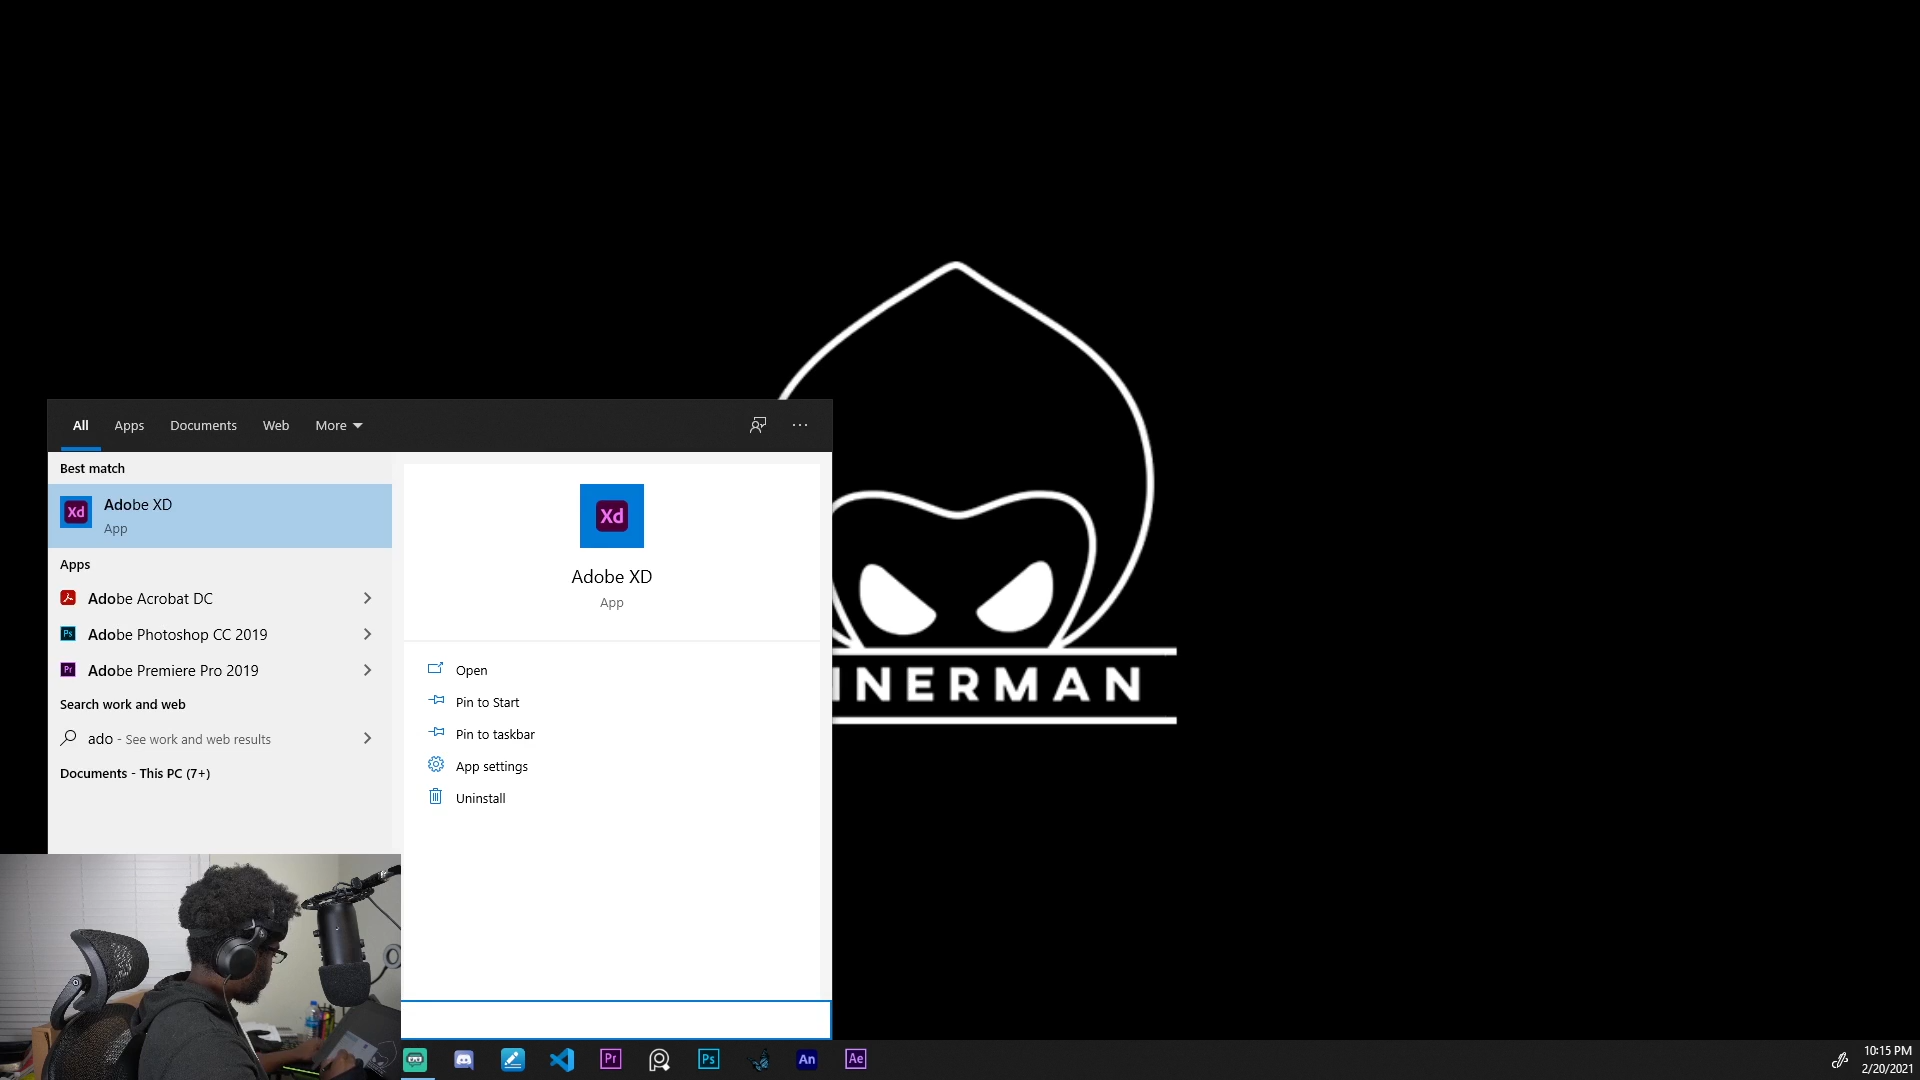 All
Apps
Documents
Web
More
Best match
Xd
Adobe XD
App
Apps
Adobe Acrobat DC
Ps
Adobe Photoshop CC 2019
Pr
Adobe Premiere Pro 2019
Search work and web
ado - See work and web results
Documents - This PC (7+)
Xd
Adobe XD
App
Open
Pin to Start
Pin to taskbar
App settings
Uninstall
NERMAN
Pr
Ps
An
Ae
10:15 PM
2/20/2021